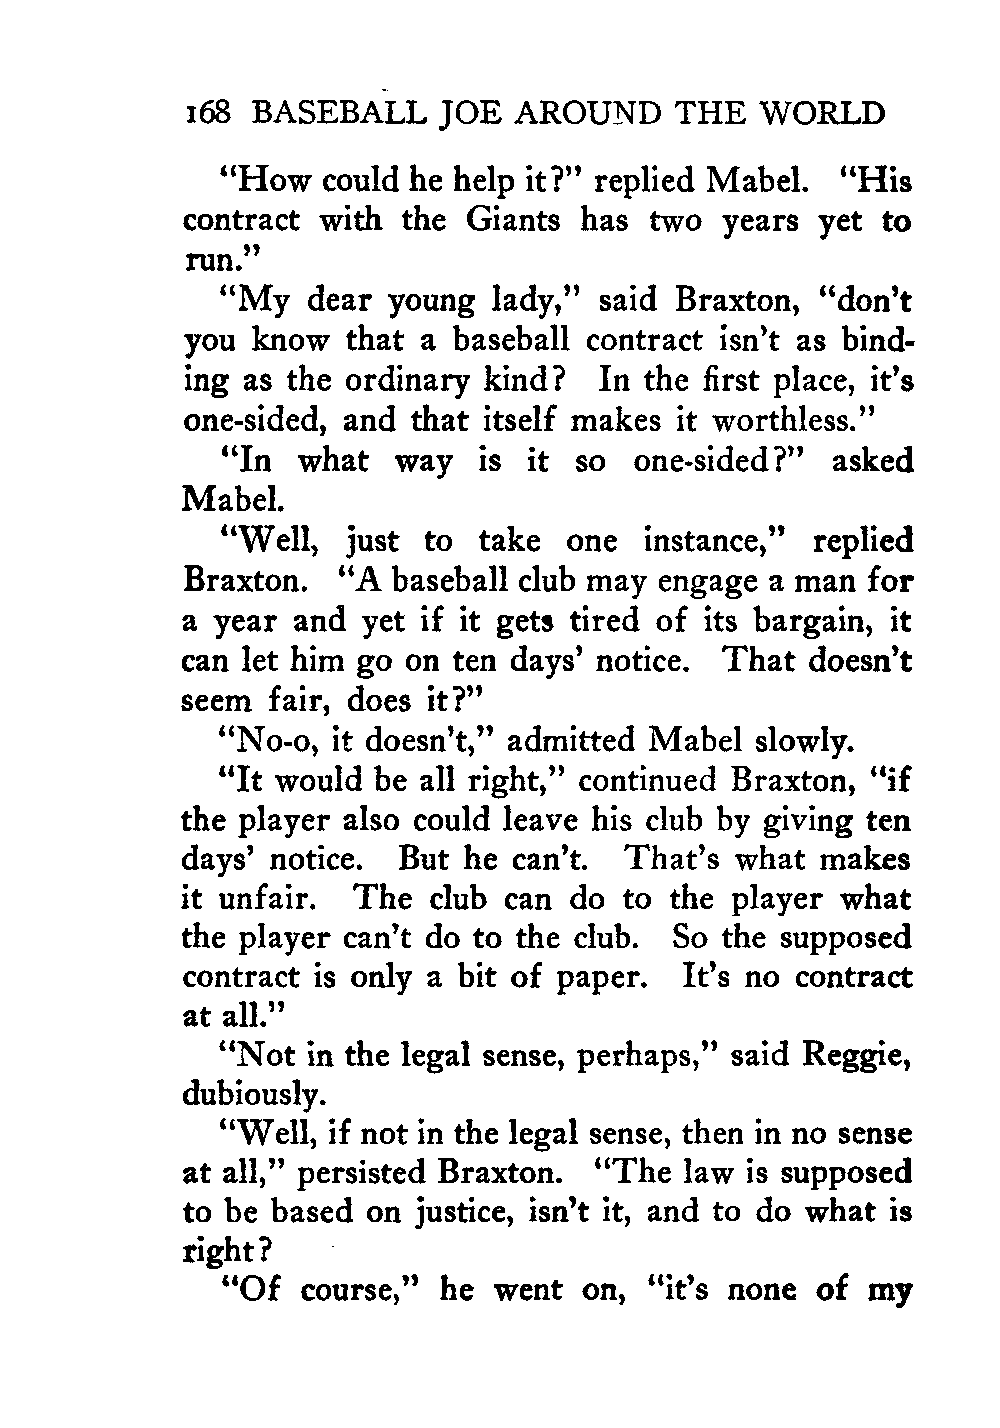 168 BASEBALL JOE AROUND THE WORLD
“How could he help it?” replied Mabel. “His
contract with the Giants has two years yet to
run.”
“My dear young lady,” said Braxton, “don’t
you know that a baseball contract isn’t as bind-
ing as the ordinary kind? In the first place, it’s
one-sided, and that itself makes it worthless.”
“In what way is it so one-sided?” asked
Mabel.
“Well, just to take one instance,” replied
Braxton. “A baseball club may engage a man for
a year and yet if it gets tired of its bargain, it
can let him go on ten days’ notice. That doesn’t
seem fair, does it?”
“No-o, it doesn’t,” admitted Mabel slowly.
“It would be all right,” continued Braxton, “if
the player also could leave his club by giving ten
days’ notice. But he can’t. That’s what makes
it unfair. The club can do to the player what
the player can’t do to the club. So the supposed
contract is only a bit of paper. It’s no contract
at all.”
“Not in the legal sense, perhaps,” said Reggie,
dubiously.
“Well, if not in the legal sense, then in no sense
at all,” persisted Braxton. “The law is supposed
to be based on justice, isn’t it, and to do what is
right?
“Of course,” he went on, “it’s none of my